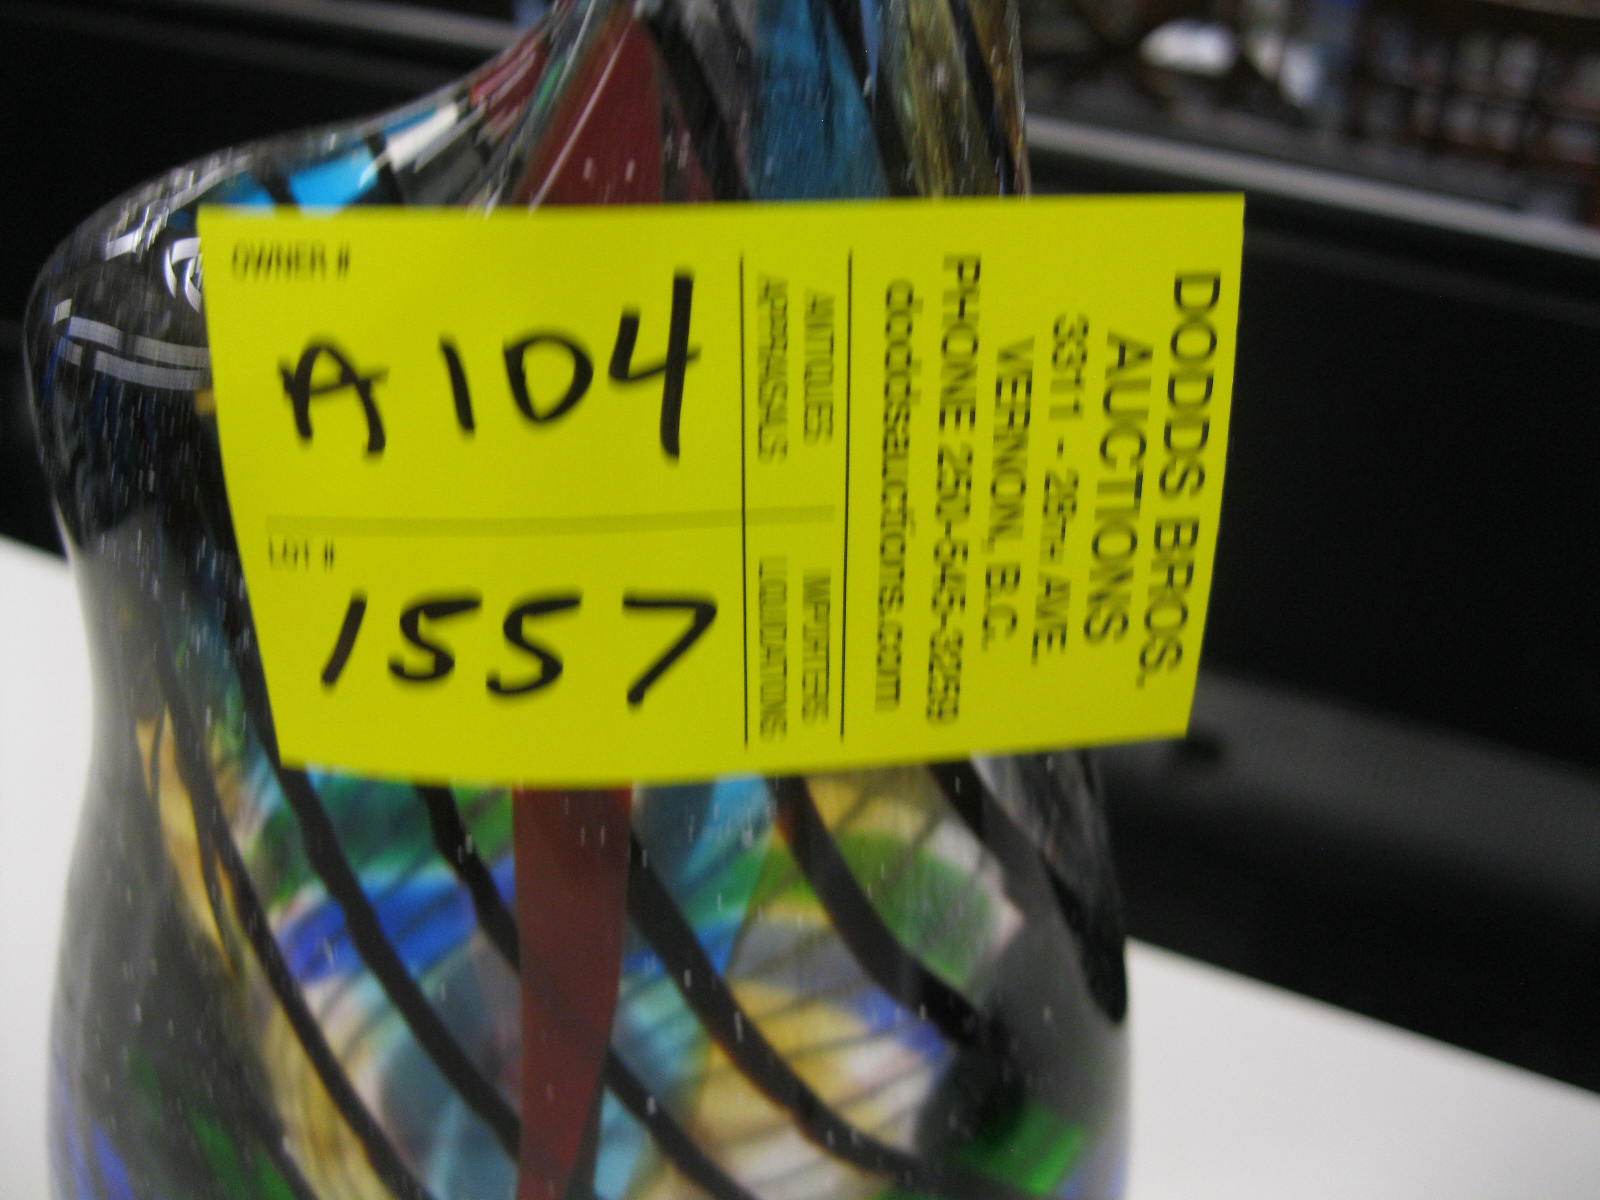 OWNER #
A104
LOT #
1557
ANTIQUES
APPRAISALS
IMPORTERS
LIQUIDATIONS
DODDS BROS.
AUCTIONS
3311 - 28TH AVE.
VERNON, B.C.
PHONE 250-545-3259
doddsauctions.com